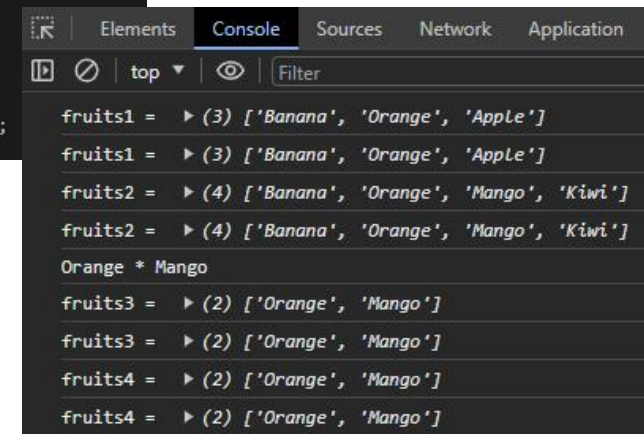 Elements Console Sources Network Application
top ▼ Filter
;
fruits1 = ▶ (3) ['Banana', 'Orange', 'Apple']
fruits1 = ▶ (3) ['Banana', 'Orange', 'Apple']
fruits2 = ▶ (4) ['Banana', 'Orange', 'Mango', 'Kiwi']
fruits2 = ▶ (4) ['Banana', 'Orange', 'Mango', 'Kiwi']
Orange * Mango
fruits3 = ▶ (2) ['Orange', 'Mango']
fruits3 = ▶ (2) ['Orange', 'Mango']
fruits4 = ▶ (2) ['Orange', 'Mango']
fruits4 = ▶ (2) ['Orange', 'Mango']